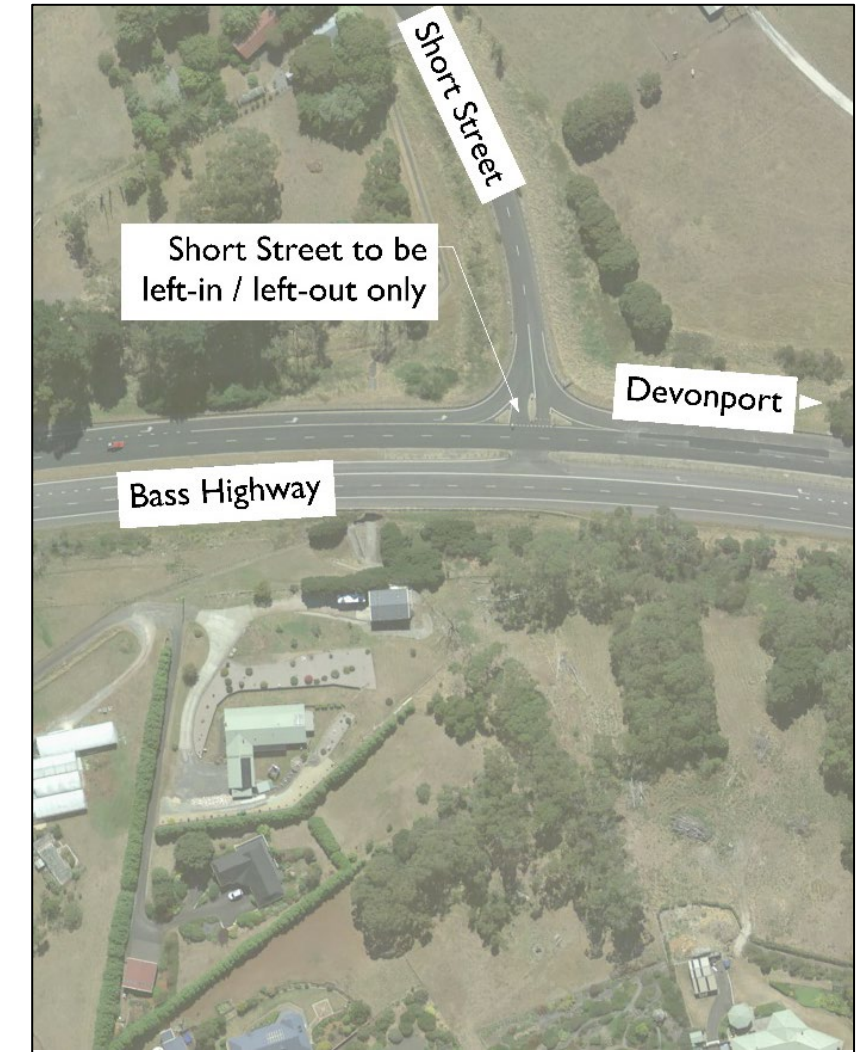 Short Street
Short Street to be
left-in / left-out only
Devonport
Bass Highway